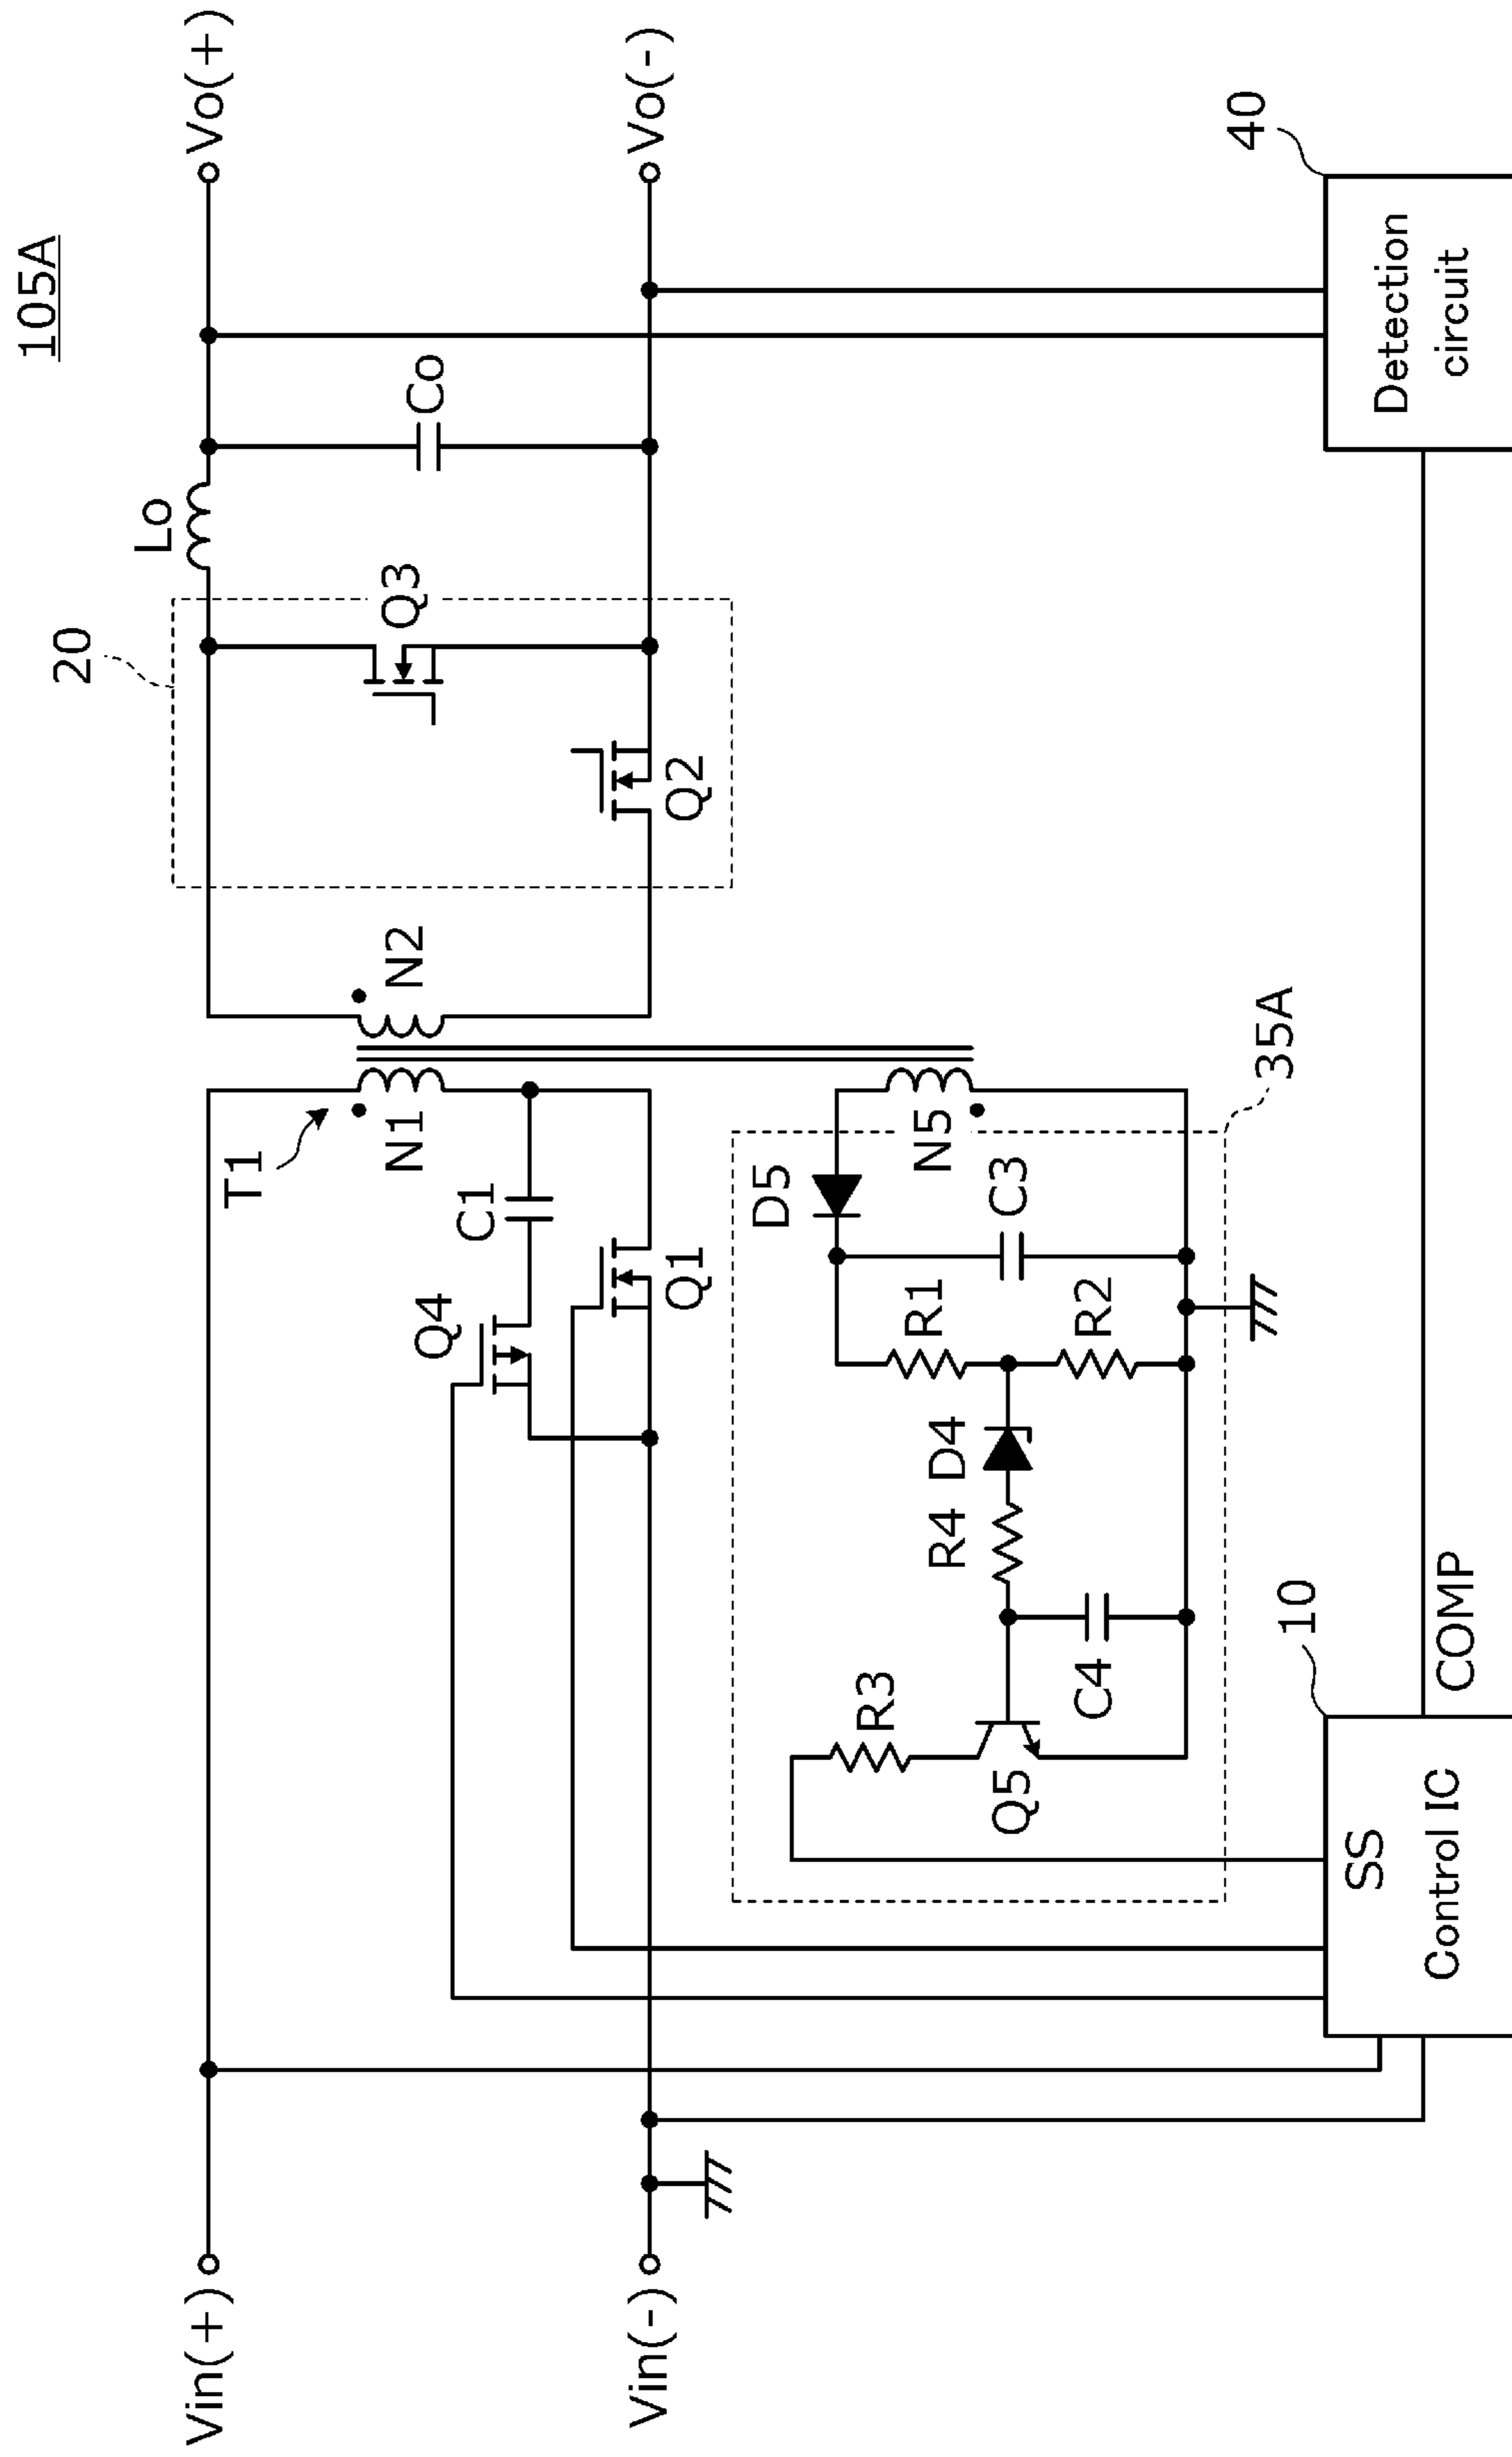 105A
Vin(+)
Vin(-)
T1
N1
N2
C1
Q4
Q1
20
Q2
Q3
Lo
Co
Vo(+)
Vo(-)
35A
N5
D5
C3
R1
R2
D4
R4
C4
R3
Q5
10
SS
Control IC
COMP
40
Detection
circuit